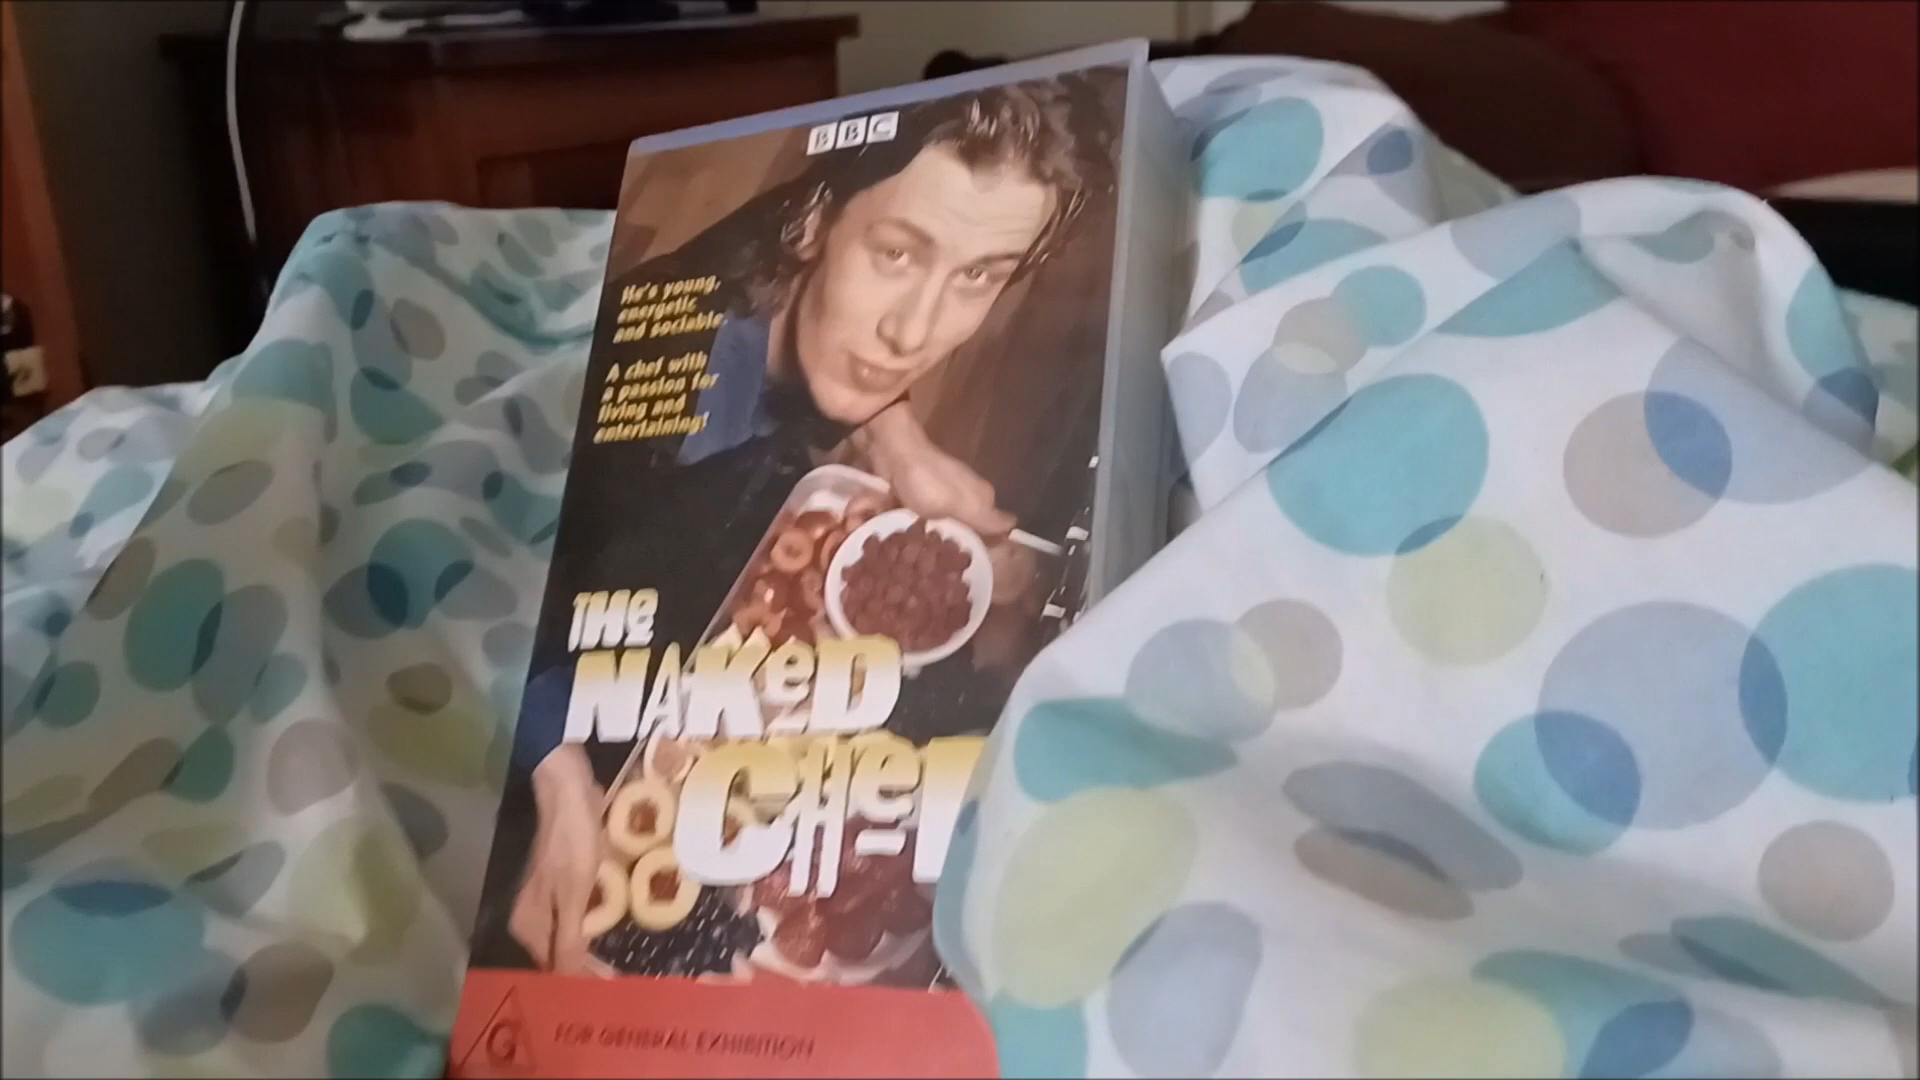 BBC
He's young,
energetic
and sociable.
A chef with
a passion for
living and
entertaining!
THe
NAKeD
CHeF
G
FOR GENERAL EXHIBITION